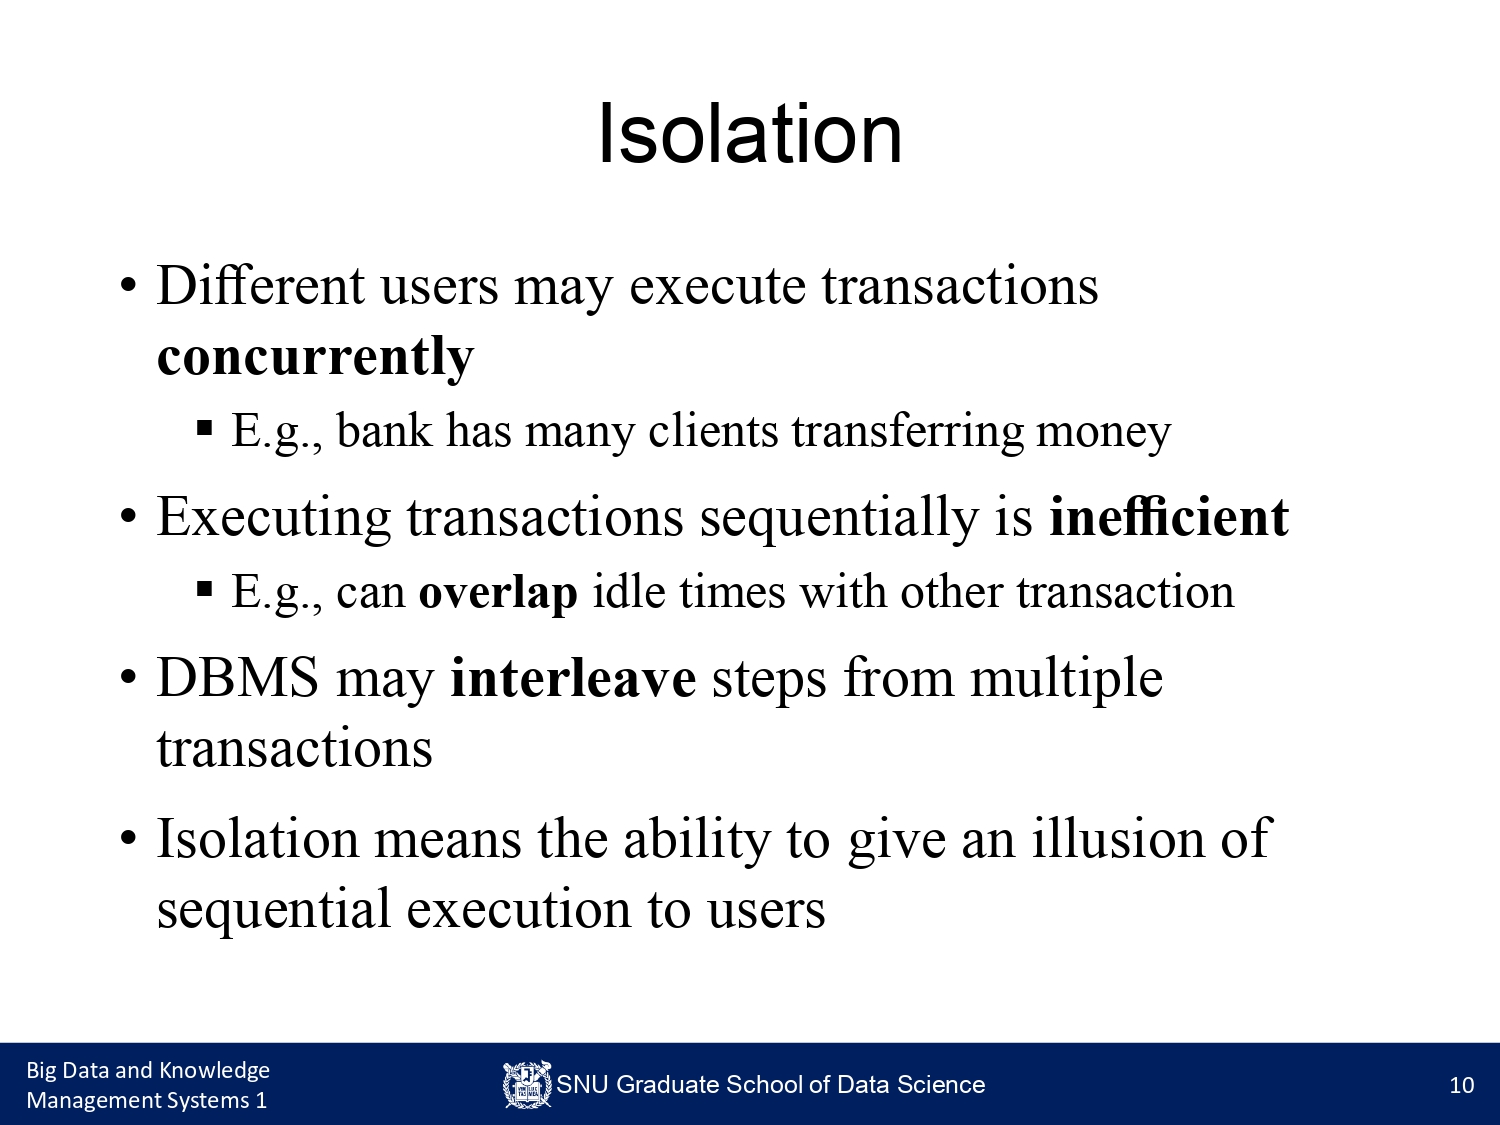 Isolation
• Different users may execute transactions
concurrently
▪ E.g., bank has many clients transferring money
• Executing transactions sequentially is inefficient
▪ E.g., can overlap idle times with other transaction
• DBMS may interleave steps from multiple
transactions
• Isolation means the ability to give an illusion of
sequential execution to users
Big Data and Knowledge
Management Systems 1
SNU Graduate School of Data Science
10